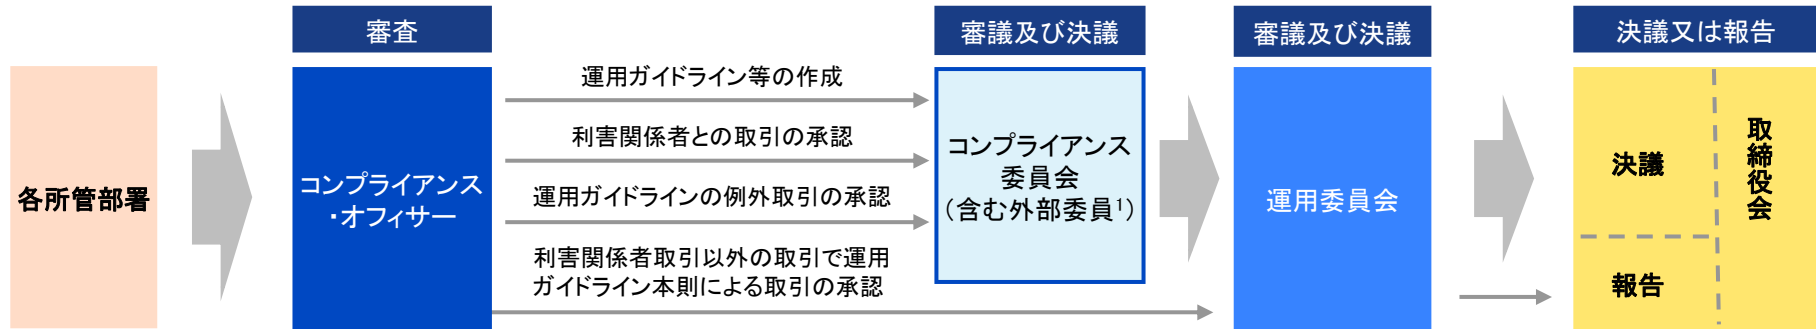 審査
審議及び決議
審議及び決議
決議又は報告
各所管部署
コンプライアンス
・オフィサー
運用ガイドライン等の作成
利害関係者との取引の承認
運用ガイドラインの例外取引の承認
利害関係者取引以外の取引で運用
ガイドライン本則による取引の承認
コンプライアンス
委員会
（含む外部委員¹）
運用委員会
決議
報告
取締役会